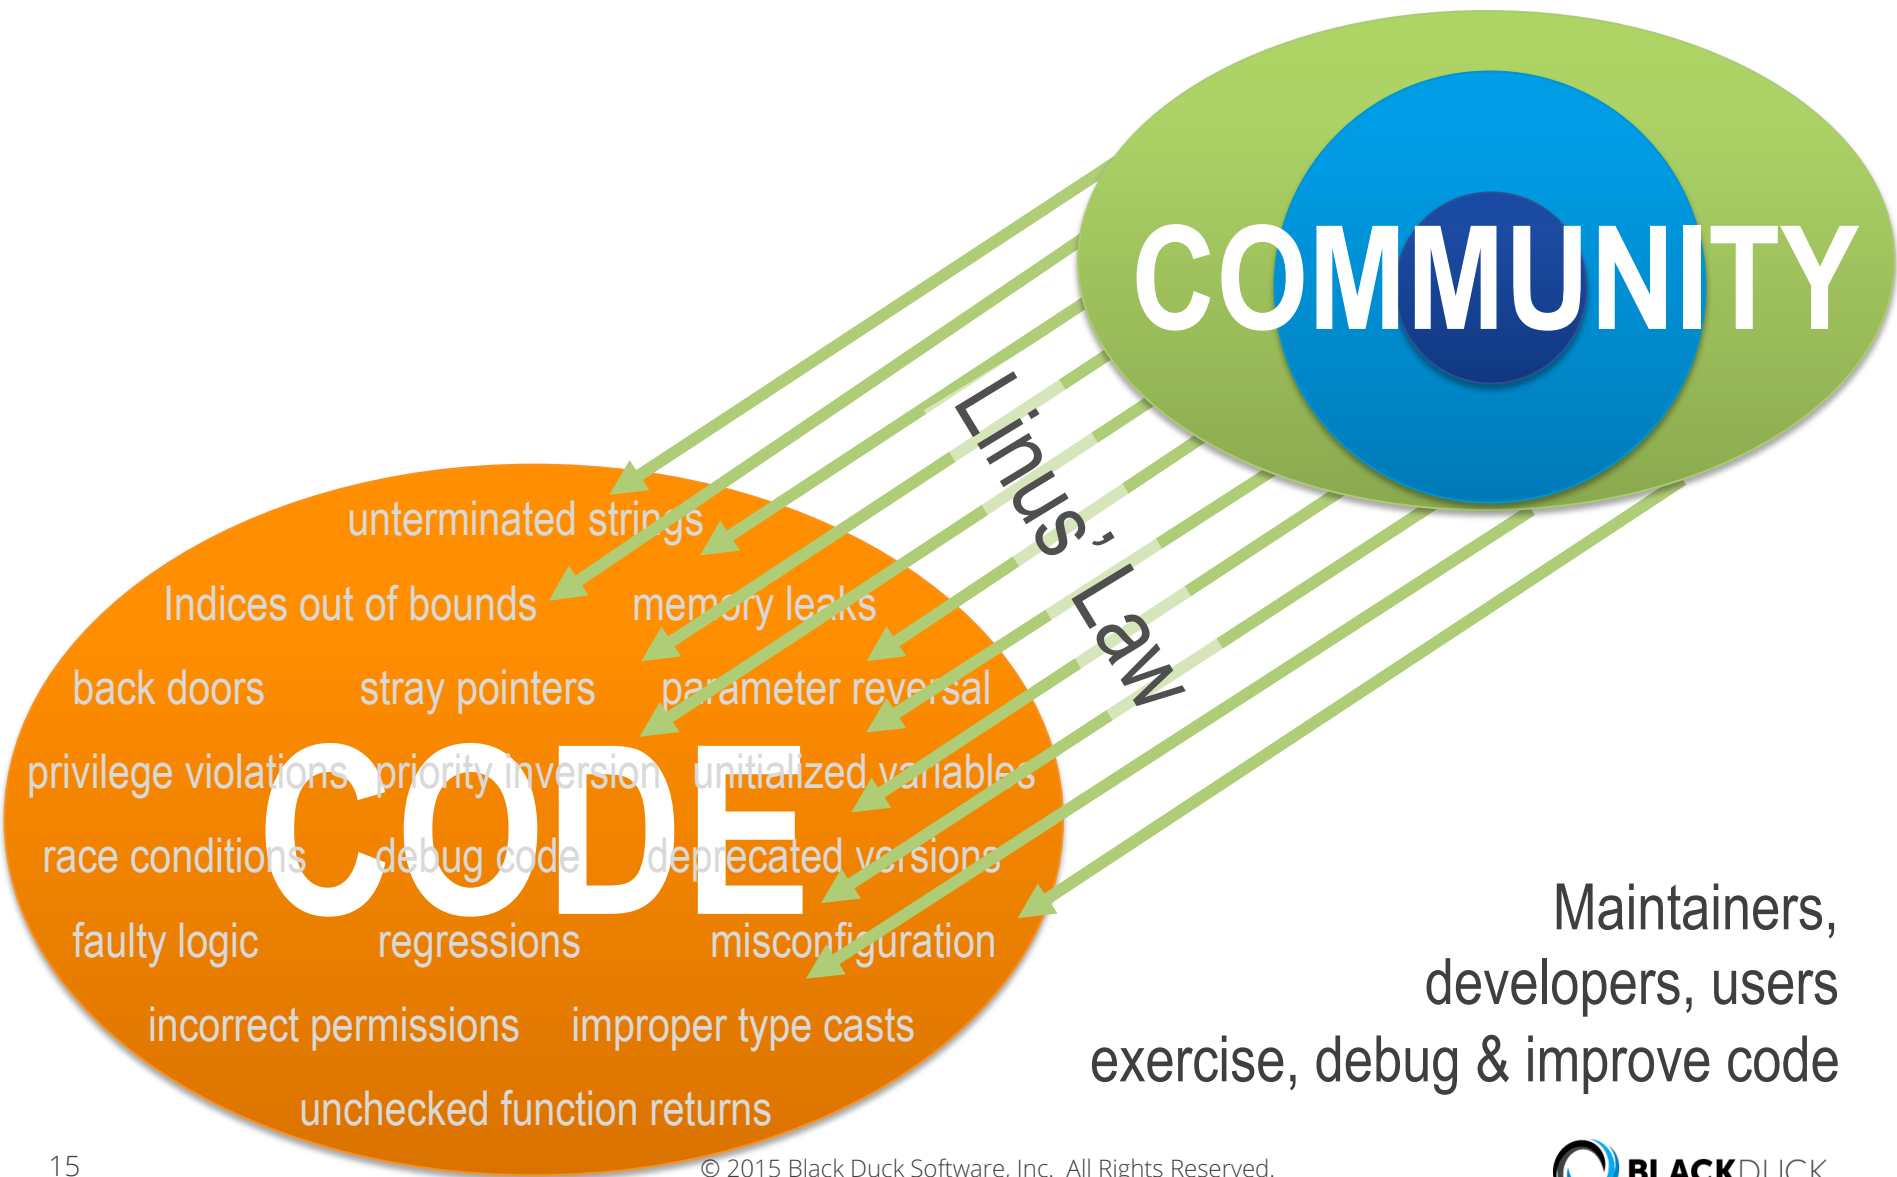 COMMUNITY
Linus’ Law
unterminated strings
Indices out of bounds memory leaks
back doors stray pointers parameter reversal
privilege violations priority inversion unitialized variables
CODE
race conditions debug code deprecated versions
faulty logic regressions misconfiguration
incorrect permissions improper type casts
unchecked function returns
Maintainers,
developers, users
exercise, debug & improve code
15
© 2015 Black Duck Software, Inc. All Rights Reserved.
BLACKDUCK